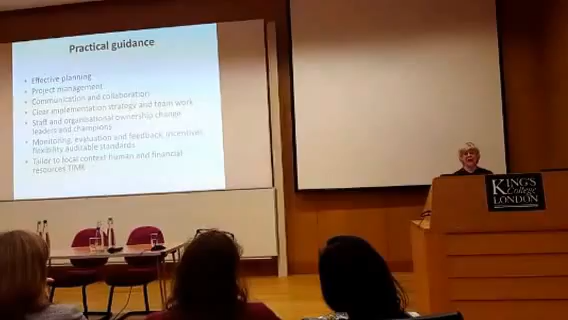 Practical guidance
• Effective planning
• Project management
• Communication and collaboration
• Clear implementation strategy and team work
• Staff and organisational ownership change
leaders and champions
• Monitoring, evaluation and feedback, incentives,
flexibility auditable standards
• Tailor to local context human and financial
resources TIME
KING'S
College
LONDON